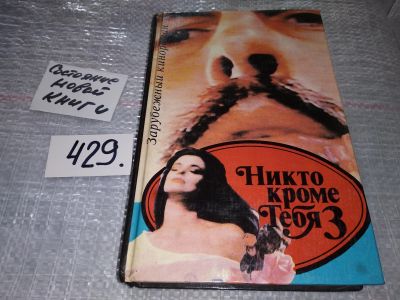 Состояние
новой
книги
429.
Зарубежный кинороман
Никто
кроме
Тебя 3